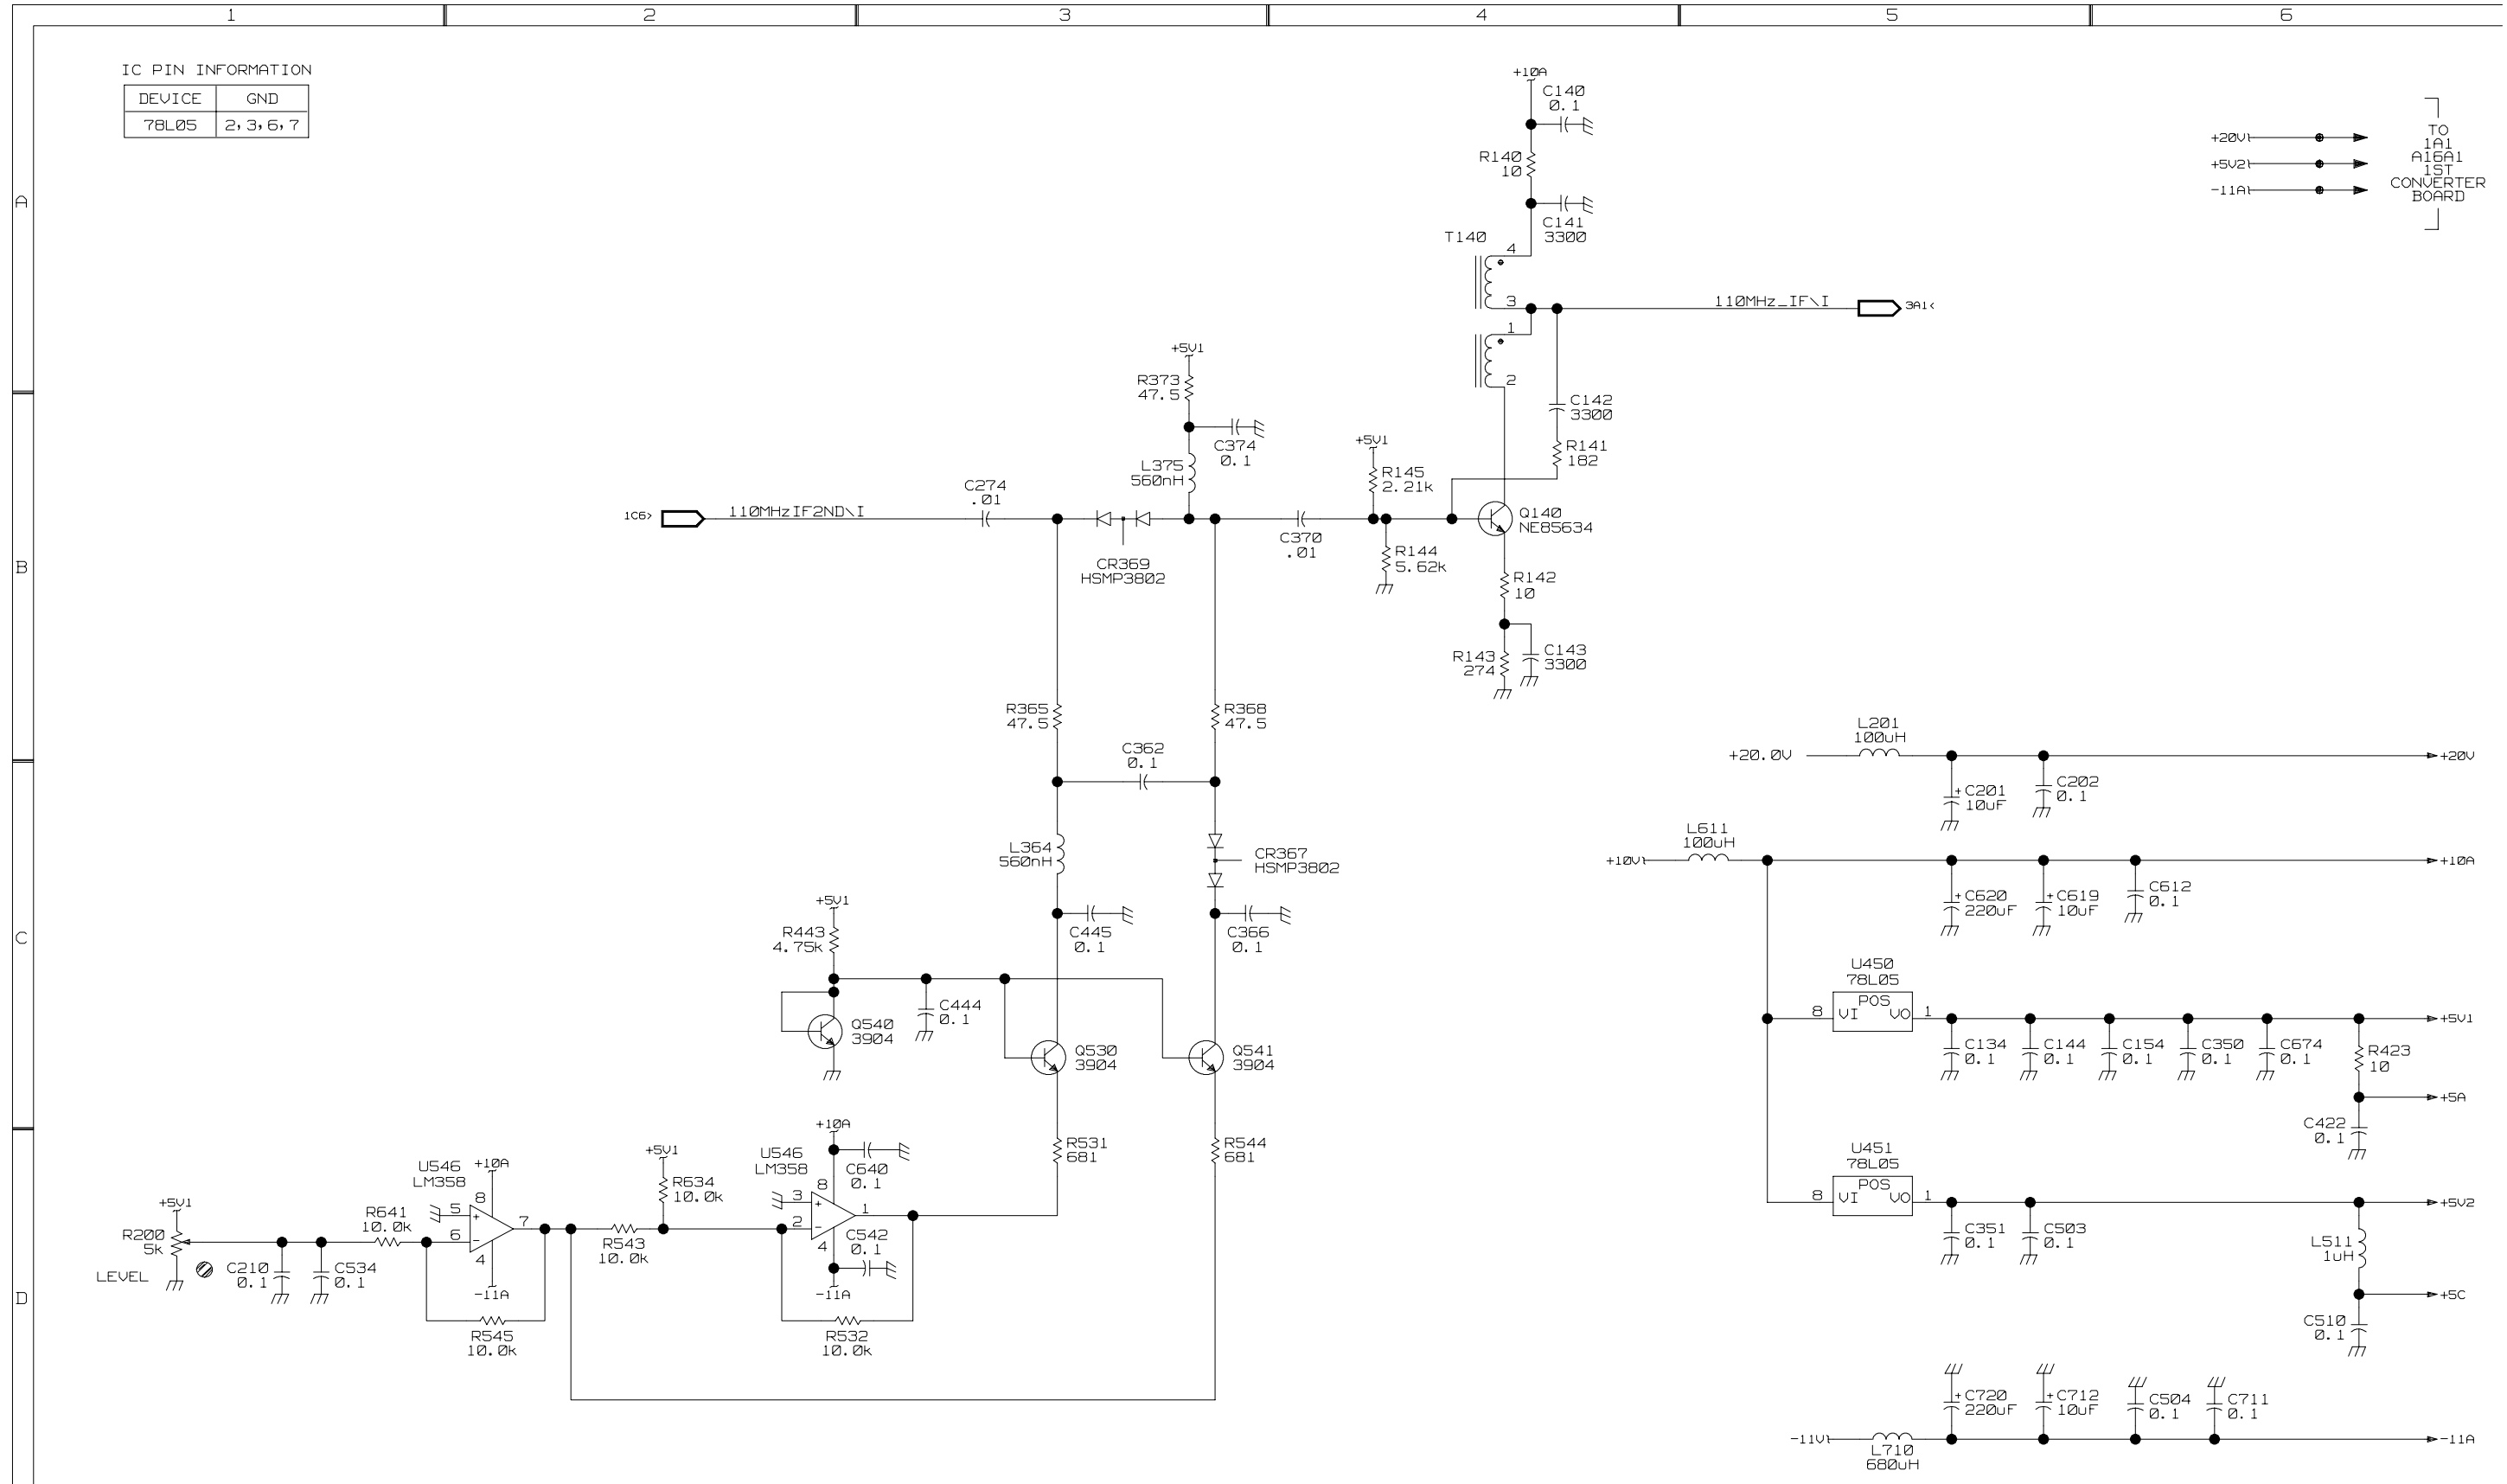 1 2 3 4 5 6
A
B
C
D
IC PIN INFORMATION
DEVICE GND
78L05 2,3,6,7
+10A
C140
0.1
R140
10
C141
3300
T140
4
3
1
2
110MHz_IF\I
3A1<
+20V
+5V2
-11A
TO
1A1
A16A1
1ST
CONVERTER
BOARD
+5V1
R373
47.5
C374
0.1
L375
560nH
C142
3300
R141
182
+5V1
R145
2.21k
1C6>
110MHzIF2ND\I
C274
.01
CR369
HSMP3802
C370
.01
R144
5.62k
Q140
NE85634
R142
10
R143
274
C143
3300
R365
47.5
R368
47.5
C362
0.1
L364
560nH
CR367
HSMP3802
C445
0.1
C366
0.1
+5V1
R443
4.75k
Q540
3904
C444
0.1
Q530
3904
Q541
3904
R531
681
R544
681
+5V1
R200
5k
LEVEL
C210
0.1
C534
0.1
R641
10.0k
U546
LM358
+10A
8
5
+
6
-
7
4
-11A
R545
10.0k
+5V1
R634
10.0k
R543
10.0k
U546
LM358
+10A
C640
0.1
8
3
+
2
-
1
4
C542
0.1
-11A
R532
10.0k
+20.0V
L201
100uH
+20V
+
C201
10uF
C202
0.1
+10V
L611
100uH
+10A
+
C620
220uF
+
C619
10uF
C612
0.1
U450
78L05
POS
8 VI VO 1
+5V1
C134
0.1
C144
0.1
C154
0.1
C350
0.1
C674
0.1
R423
10
+5A
C422
0.1
U451
78L05
POS
8 VI VO 1
+5V2
C351
0.1
C503
0.1
L511
1uH
+5C
C510
0.1
+
C720
220uF
+
C712
10uF
C504
0.1
C711
0.1
-11V
L710
680uH
-11A